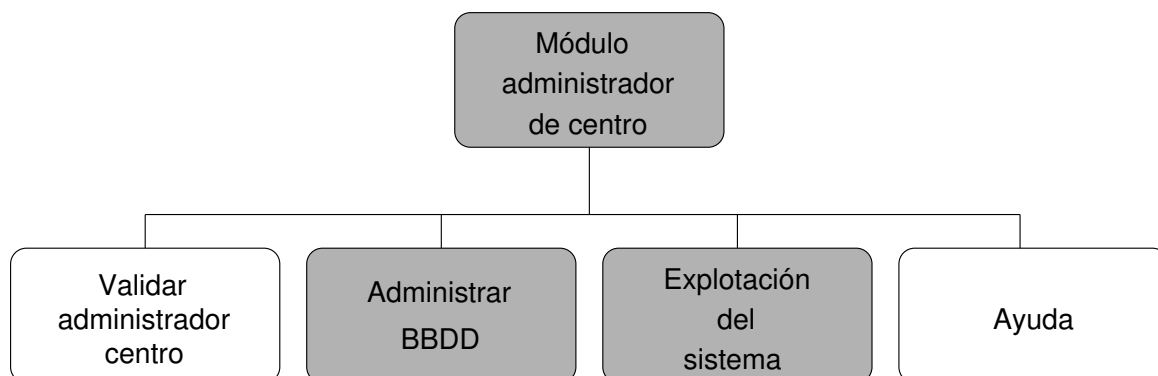 Módulo
administrador
de centro
Validar
administrador
centro
Administrar
BBDD
Explotación
del
sistema
Ayuda